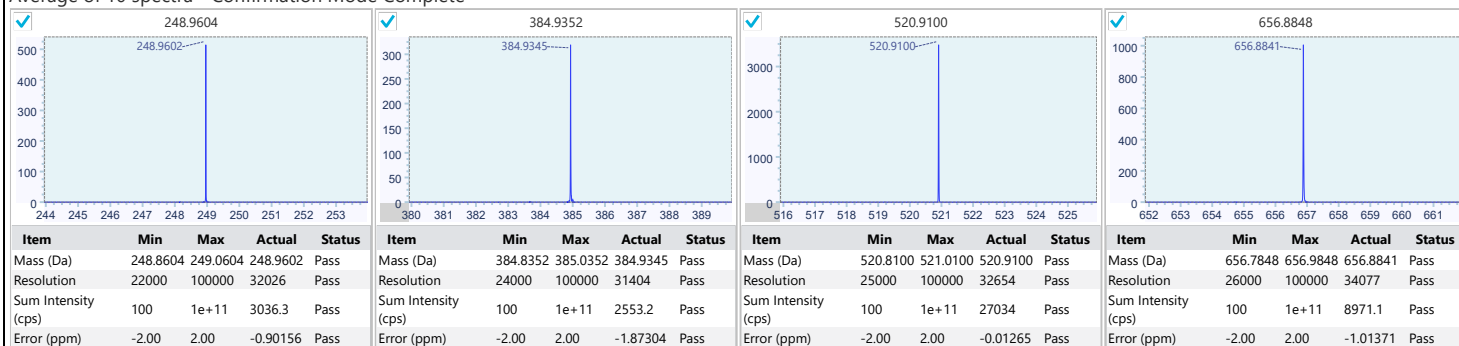 Average of 10 spectra - Confirmation Mode Complete
248.9604
248.9602
500
400
300
200
100
0
244 245 246 247 248 249 250 251 252 253
Item Min Max Actual Status
Mass (Da) 248.8604 249.0604 248.9602 Pass
Resolution 22000 100000 32026 Pass
Sum Intensity (cps) 100 1e+11 3036.3 Pass
Error (ppm) -2.00 2.00 -0.90156 Pass
384.9352
384.9345
300
250
200
150
100
50
0
380 381 382 383 384 385 386 387 388 389
Item Min Max Actual Status
Mass (Da) 384.8352 385.0352 384.9345 Pass
Resolution 24000 100000 31404 Pass
Sum Intensity (cps) 100 1e+11 2553.2 Pass
Error (ppm) -2.00 2.00 -1.87304 Pass
520.9100
520.9100
3000
2000
1000
0
516 517 518 519 520 521 522 523 524 525
Item Min Max Actual Status
Mass (Da) 520.8100 521.0100 520.9100 Pass
Resolution 25000 100000 32654 Pass
Sum Intensity (cps) 100 1e+11 27034 Pass
Error (ppm) -2.00 2.00 -0.01265 Pass
656.8848
656.8841
1000
800
600
400
200
0
652 653 654 655 656 657 658 659 660 661
Item Min Max Actual Status
Mass (Da) 656.7848 656.9848 656.8841 Pass
Resolution 26000 100000 34077 Pass
Sum Intensity (cps) 100 1e+11 8971.1 Pass
Error (ppm) -2.00 2.00 -1.01371 Pass